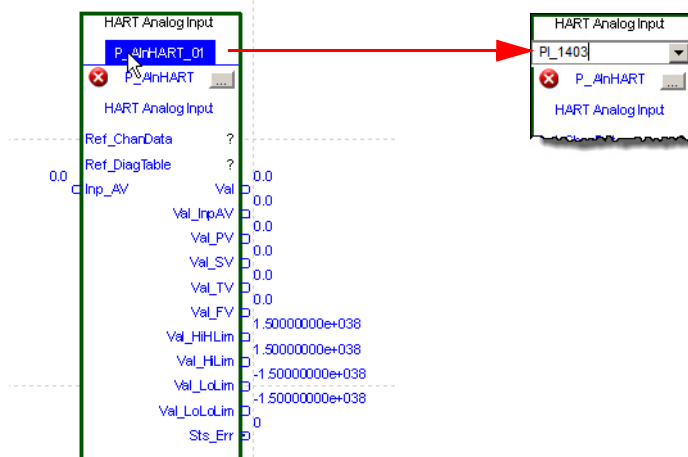 HART Analog Input
P_AInHART_01
P_AInHART ...
HART Analog Input
Ref_ChanData ?
Ref_DiagTable ?
0.0 Inp_AV Val 0.0
Val_InpAV 0.0
Val_PV 0.0
Val_SV 0.0
Val_TV 0.0
Val_FV 0.0
Val_HiHLim 1.50000000e+038
Val_HiLim 1.50000000e+038
Val_LoLim -1.50000000e+038
Val_LoLoLim -1.50000000e+038
Sts_Err 0
HART Analog Input
PI_1403
P_AInHART ...
HART Analog Input